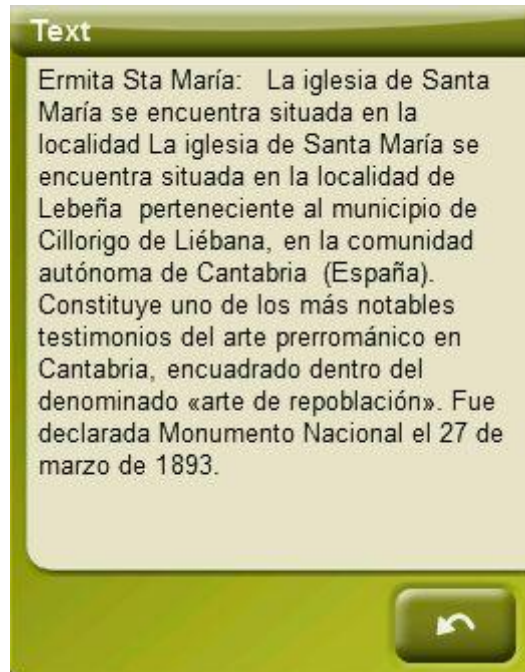 Text
Ermita Sta María:   La iglesia de Santa
María se encuentra situada en la
localidad La iglesia de Santa María se
encuentra situada en la localidad de
Lebeña  perteneciente al municipio de
Cillorigo de Liébana, en la comunidad
autónoma de Cantabria  (España).
Constituye uno de los más notables
testimonios del arte prerrománico en
Cantabria, encuadrado dentro del
denominado «arte de repoblación». Fue
declarada Monumento Nacional el 27 de
marzo de 1893.